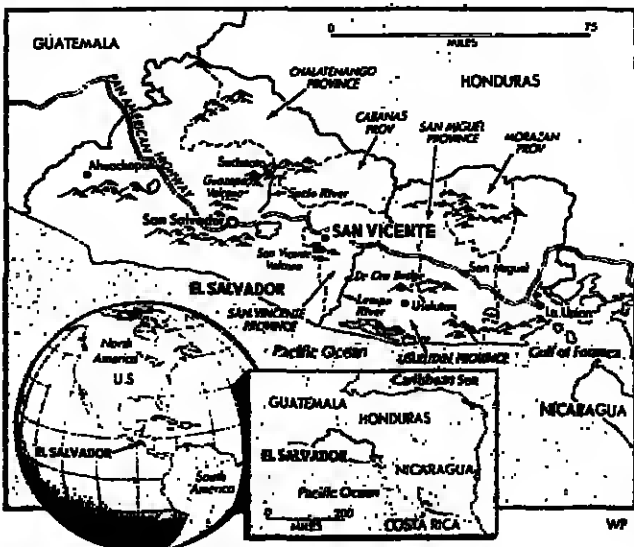 GUATEMALA
0 75
MILES
HONDURAS
CHALATENANGO
PROVINCE
CABANAS
PROV
SAN MIGUEL
PROVINCE
MORAZAN
PROV
PAN AMERICAN HIGHWAY
Ahuachapan
Suchitoto
Guazapa
Volcano
San Salvador
SAN VICENTE
San Vicente
Volcano
San Miguel
EL SALVADOR
SAN VINCENTE
PROVINCE
Lempa
River
Usulutan
La Union
Pacific Ocean
USULUTAN PROVINCE
Gulf of Fonseca
NICARAGUA
North
America
U.S
EL SALVADOR
South
America
Caribbean Sea
GUATEMALA
HONDURAS
EL SALVADOR
NICARAGUA
Pacific Ocean
0 200
MILES
COSTA RICA
WP